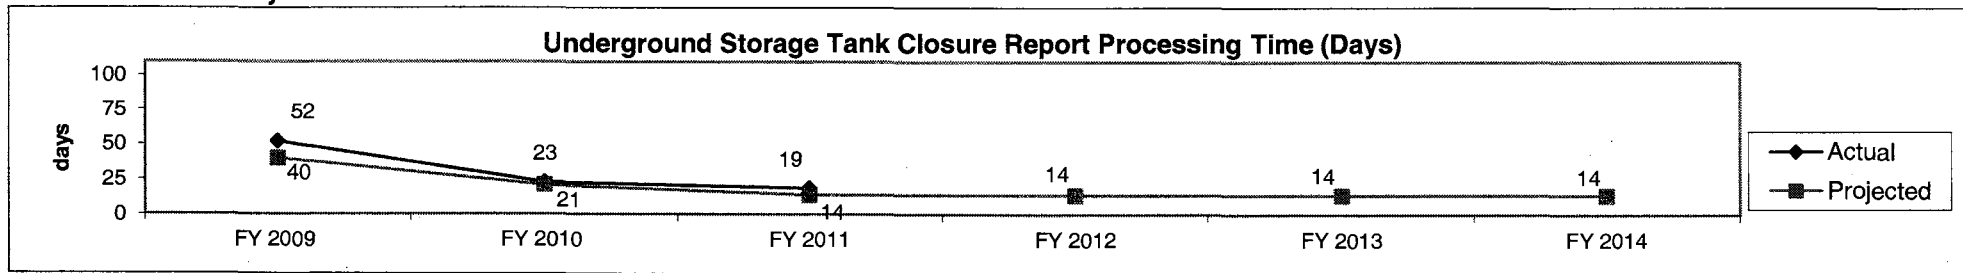 Underground Storage Tank Closure Report Processing Time (Days)
100
75
50
25
0
days
52
40
23
21
19
14
14
14
14
FY 2009
FY 2010
FY 2011
FY 2012
FY 2013
FY 2014
Actual
Projected